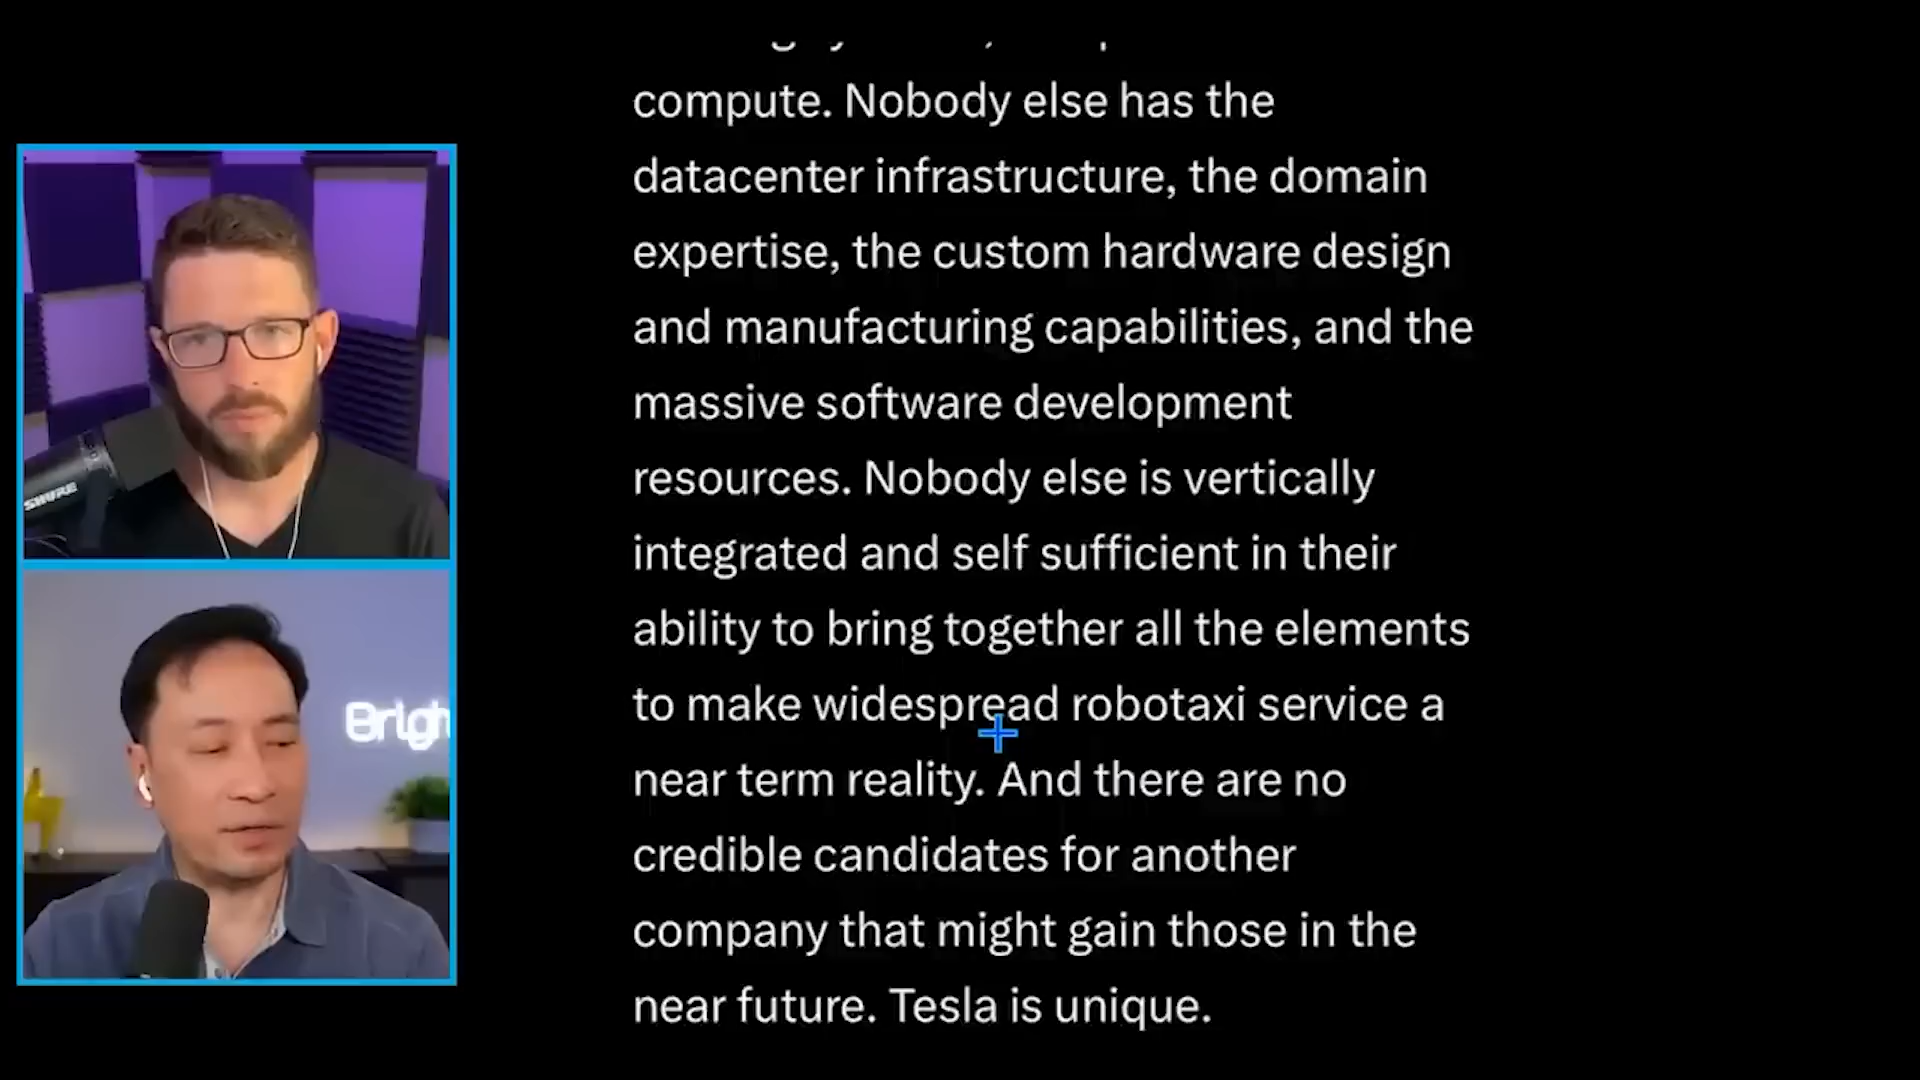 compute. Nobody else has the
datacenter infrastructure, the domain
expertise, the custom hardware design
and manufacturing capabilities, and the
massive software development
resources. Nobody else is vertically
integrated and self sufficient in their
ability to bring together all the elements
to make widespread robotaxi service a
near term reality. And there are no
credible candidates for another
company that might gain those in the
near future. Tesla is unique.
SHURE
Brigh